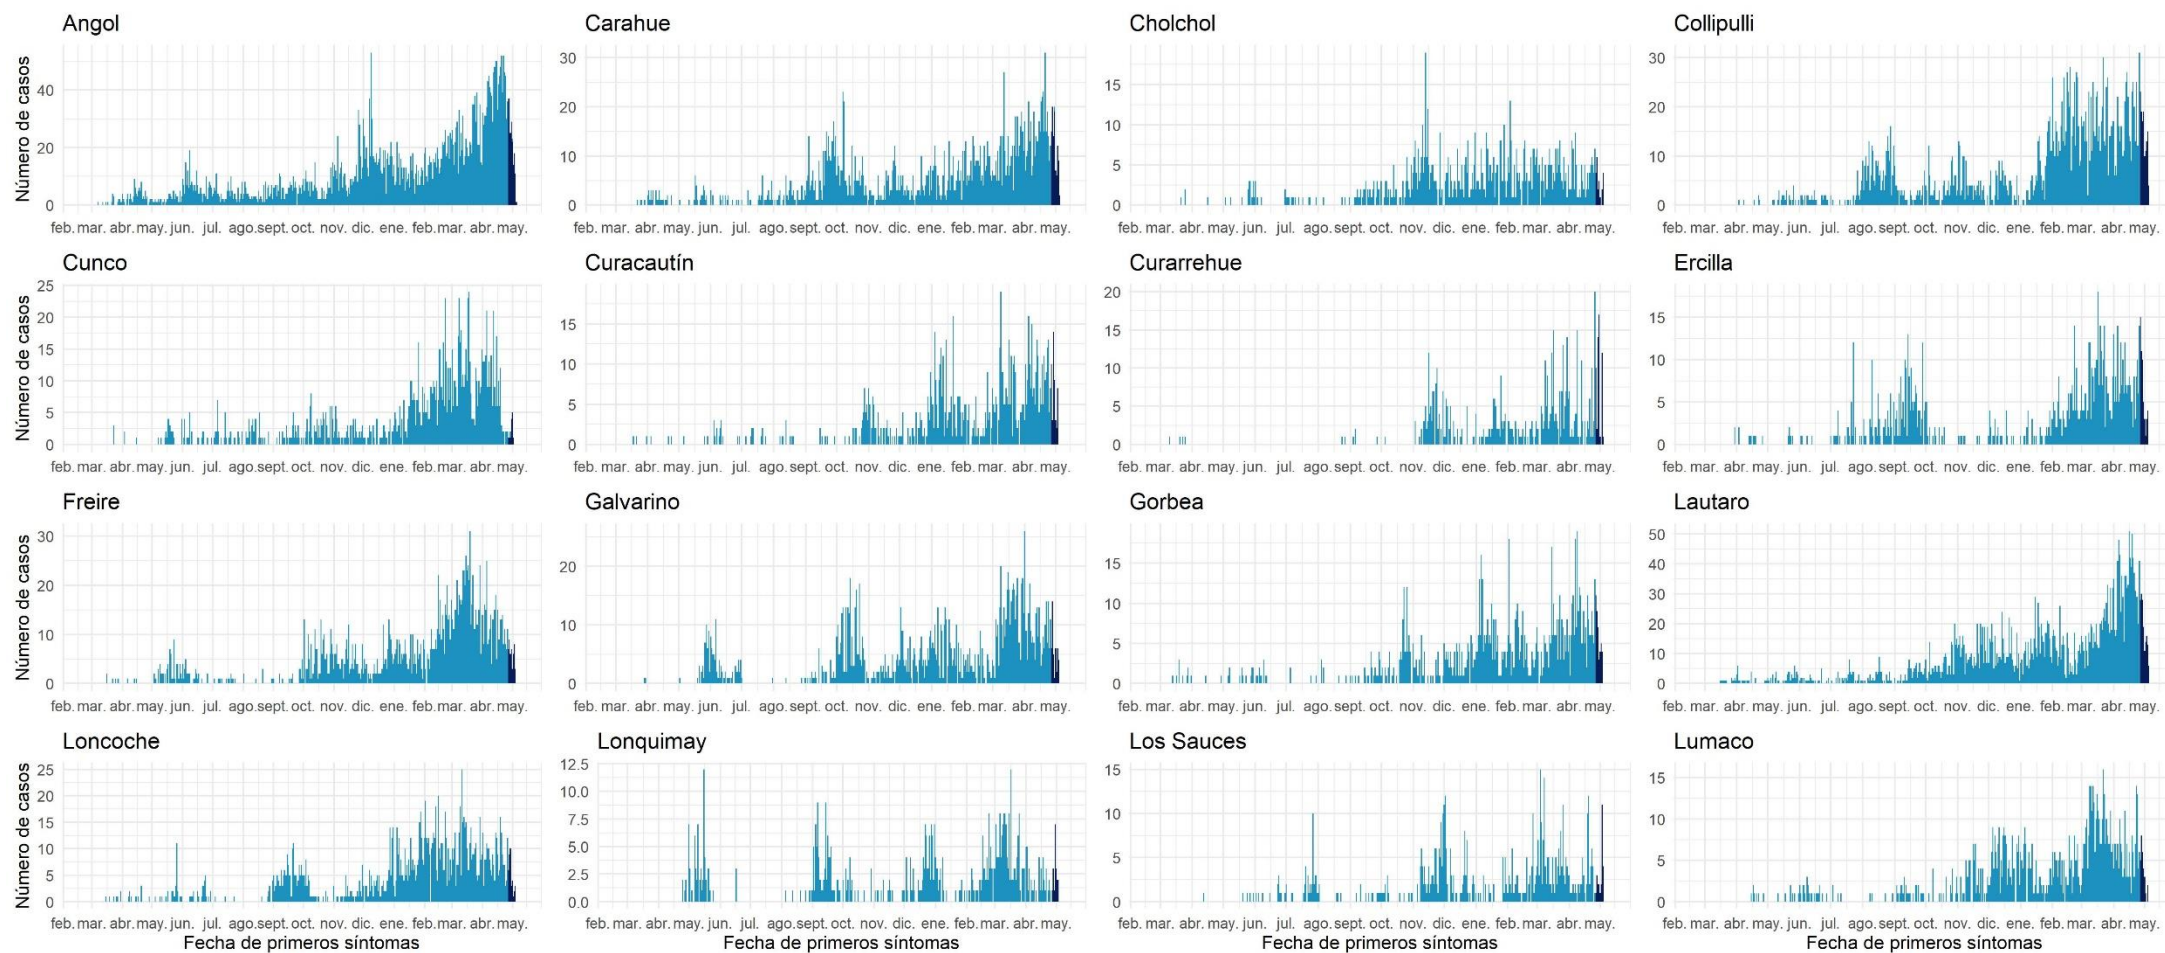 Angol Carahue Cholchol Collipulli
Número de casos
40
20
0
30
20
10
0
15
10
5
0
30
20
10
0
feb. mar. abr. may. jun. jul. ago. sept. oct. nov. dic. ene. feb. mar. abr. may.
feb. mar. abr. may. jun. jul. ago. sept. oct. nov. dic. ene. feb. mar. abr. may.
feb. mar. abr. may. jun. jul. ago. sept. oct. nov. dic. ene. feb. mar. abr. may.
feb. mar. abr. may. jun. jul. ago. sept. oct. nov. dic. ene. feb. mar. abr. may.
Cunco Curacautín Curarrehue Ercilla
Número de casos
25
20
15
10
5
0
15
10
5
0
20
15
10
5
0
15
10
5
0
feb. mar. abr. may. jun. jul. ago. sept. oct. nov. dic. ene. feb. mar. abr. may.
feb. mar. abr. may. jun. jul. ago. sept. oct. nov. dic. ene. feb. mar. abr. may.
feb. mar. abr. may. jun. jul. ago. sept. oct. nov. dic. ene. feb. mar. abr. may.
feb. mar. abr. may. jun. jul. ago. sept. oct. nov. dic. ene. feb. mar. abr. may.
Freire Galvarino Gorbea Lautaro
Número de casos
30
20
10
0
20
10
0
15
10
5
0
50
40
30
20
10
0
feb. mar. abr. may. jun. jul. ago. sept. oct. nov. dic. ene. feb. mar. abr. may.
feb. mar. abr. may. jun. jul. ago. sept. oct. nov. dic. ene. feb. mar. abr. may.
feb. mar. abr. may. jun. jul. ago. sept. oct. nov. dic. ene. feb. mar. abr. may.
feb. mar. abr. may. jun. jul. ago. sept. oct. nov. dic. ene. feb. mar. abr. may.
Loncoche Lonquimay Los Sauces Lumaco
Número de casos
25
20
15
10
5
0
12.5
10.0
7.5
5.0
2.5
0.0
15
10
5
0
15
10
5
0
feb. mar. abr. may. jun. jul. ago. sept. oct. nov. dic. ene. feb. mar. abr. may.
feb. mar. abr. may. jun. jul. ago. sept. oct. nov. dic. ene. feb. mar. abr. may.
feb. mar. abr. may. jun. jul. ago. sept. oct. nov. dic. ene. feb. mar. abr. may.
feb. mar. abr. may. jun. jul. ago. sept. oct. nov. dic. ene. feb. mar. abr. may.
Fecha de primeros síntomas Fecha de primeros síntomas Fecha de primeros síntomas Fecha de primeros síntomas